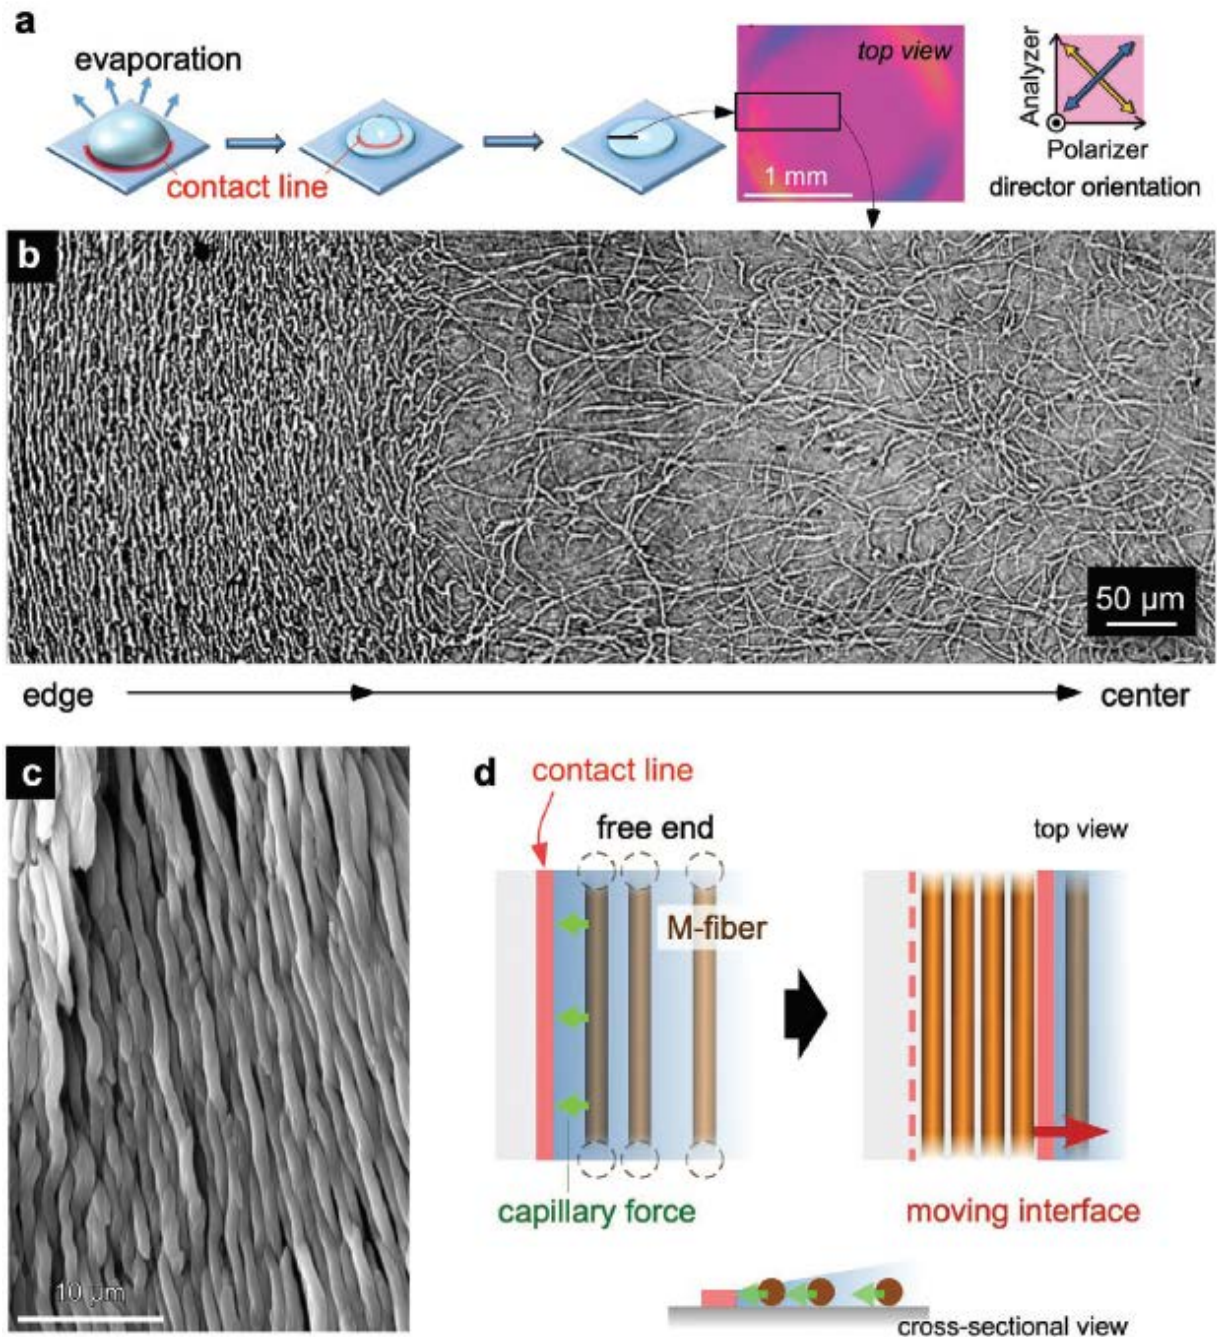 a
evaporation
contact line
top view
1 mm
Analyzer
Polarizer
director orientation
b
50 µm
edge
center
c
10 µm
d
contact line
free end
top view
M-fiber
capillary force
moving interface
cross-sectional view